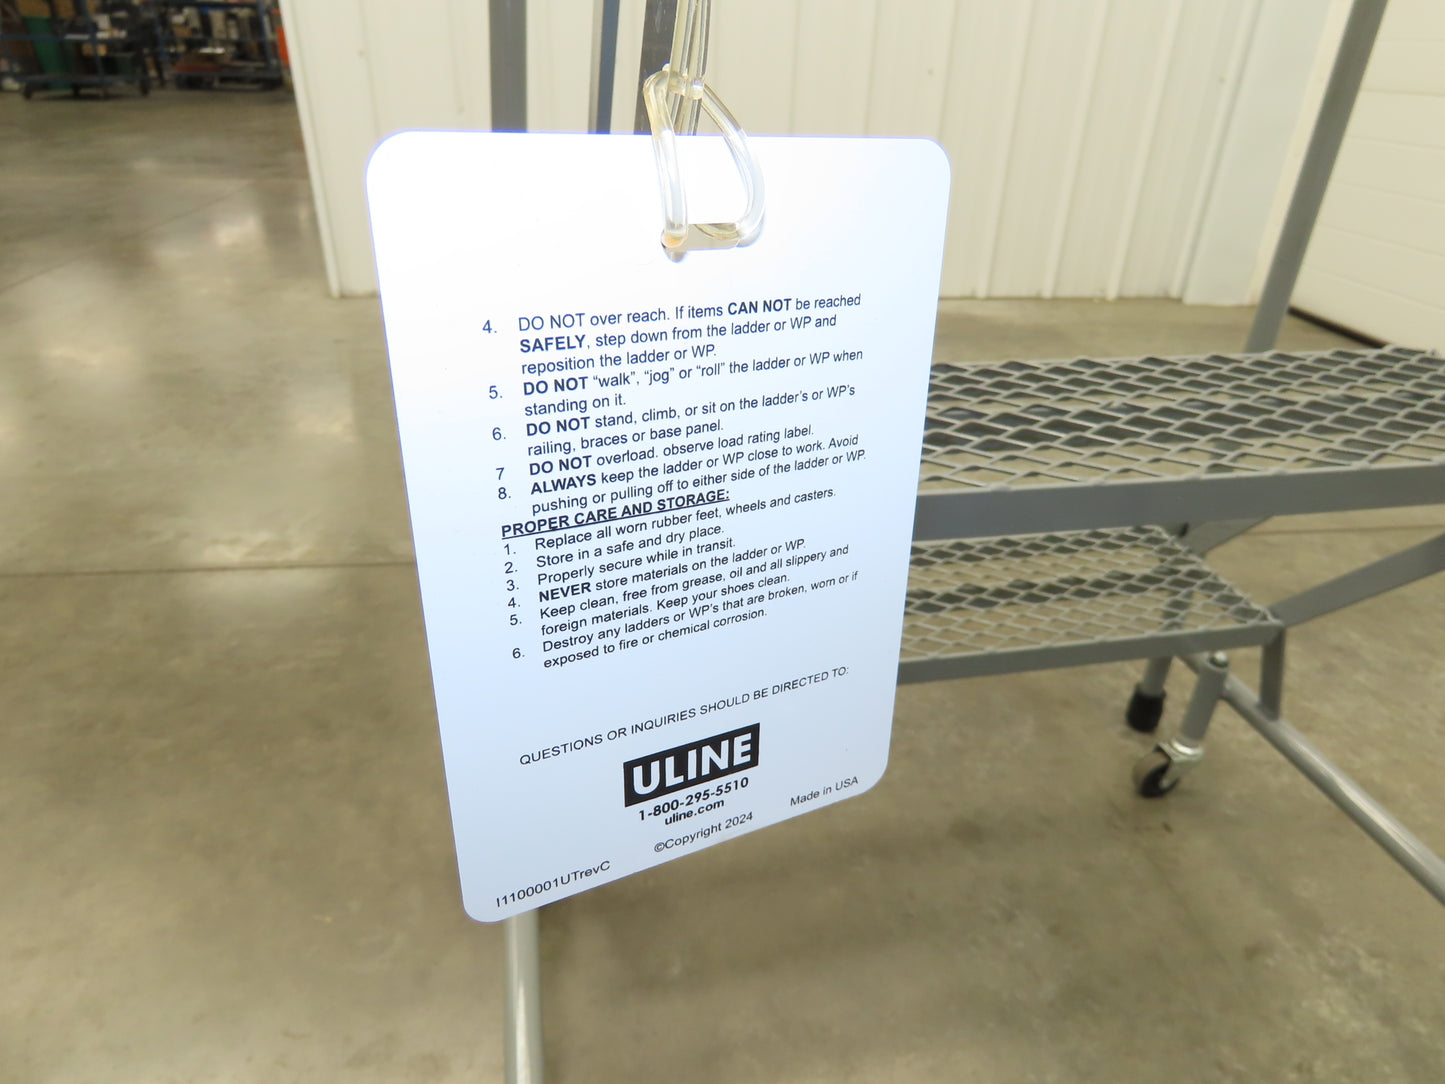 4. DO NOT over reach. If items CAN NOT be reached
SAFELY, step down from the ladder or WP and
reposition the ladder or WP.
5. DO NOT “walk”, “jog” or “roll” the ladder or WP when
standing on it.
6. DO NOT stand, climb, or sit on the ladder's or WP's
railing, braces or base panel.
7 DO NOT overload. observe load rating label.
8. ALWAYS keep the ladder or WP close to work. Avoid
pushing or pulling off to either side of the ladder or WP.
PROPER CARE AND STORAGE:
1. Replace all worn rubber feet, wheels and casters.
2. Store in a safe and dry place.
3. Properly secure while in transit.
4. NEVER store materials on the ladder or WP.
5. Keep clean, free from grease, oil and all slippery and
foreign materials. Keep your shoes clean.
6. Destroy any ladders or WP's that are broken, worn or if
exposed to fire or chemical corrosion.
QUESTIONS OR INQUIRIES SHOULD BE DIRECTED TO:
ULINE
1-800-295-5510
uline.com
©Copyright 2024
Made in USA
I1100001UTrevC